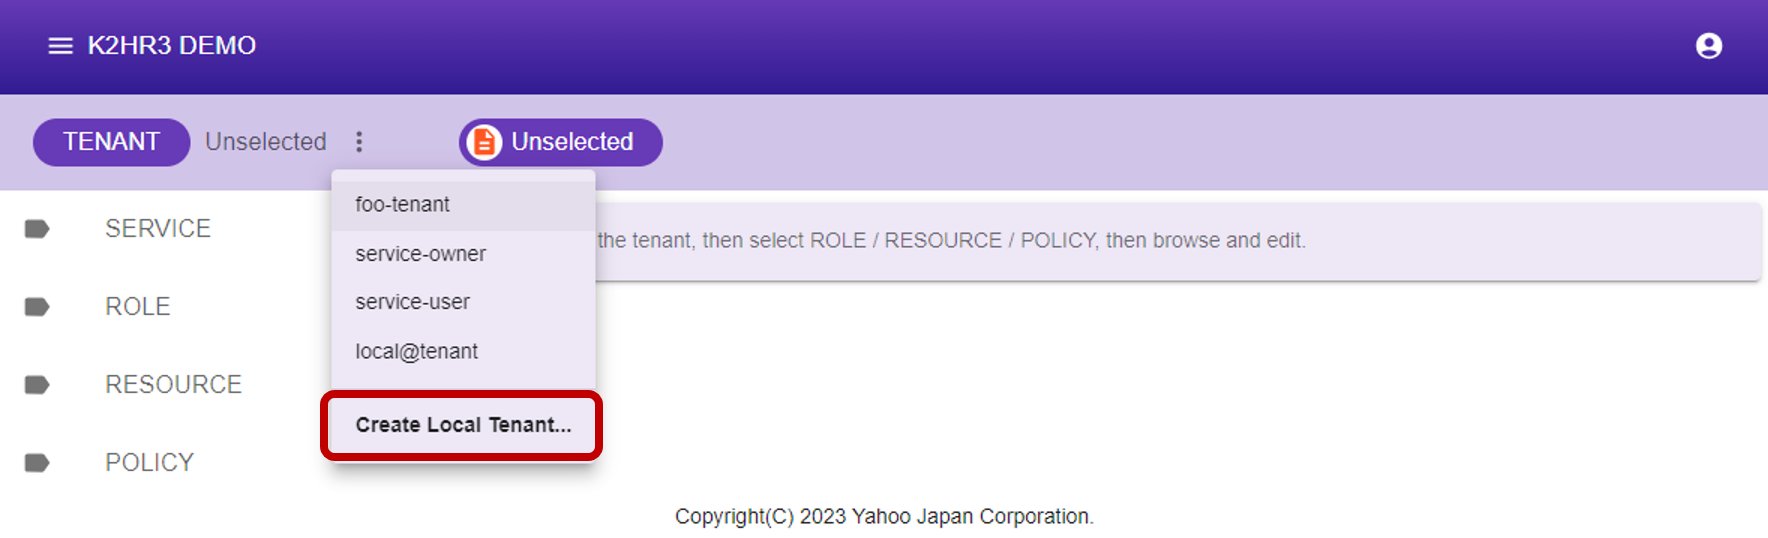 K2HR3 DEMO
TENANT Unselected Unselected
foo-tenant
service-owner
service-user
local@tenant
Create Local Tenant...
SERVICE
ROLE
RESOURCE
POLICY
the tenant, then select ROLE / RESOURCE / POLICY, then browse and edit.
Copyright(C) 2023 Yahoo Japan Corporation.